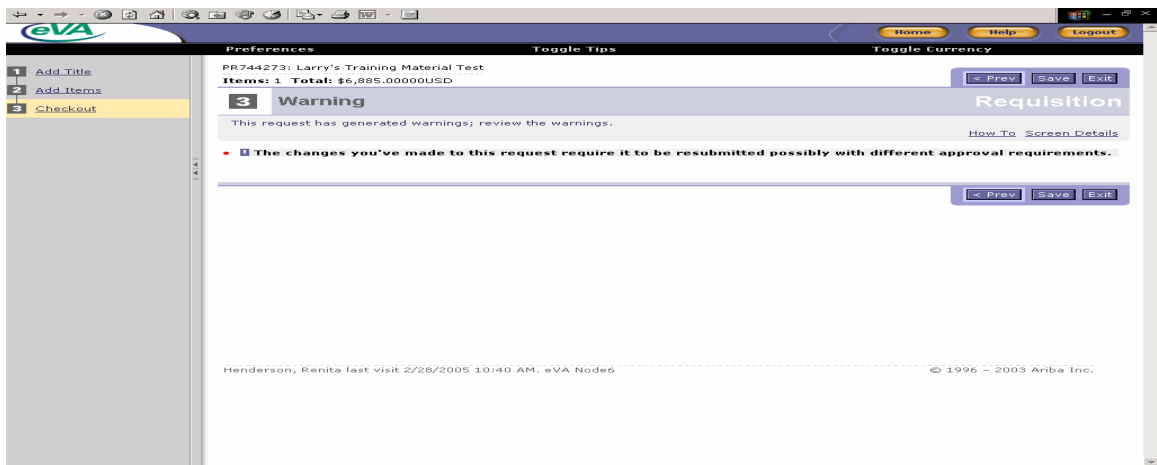 eVA
Home Help Logout
Preferences Toggle Tips Toggle Currency
1 Add Title
2 Add Items
3 Checkout
PR744273: Larry's Training Material Test
Items: 1 Total: $6,885.00000USD
< Prev Save Exit
3 Warning Requisition
This request has generated warnings; review the warnings.
How To Screen Details
• ! The changes you've made to this request require it to be resubmitted possibly with different approval requirements.
< Prev Save Exit
Henderson, Renita last visit 2/28/2005 10:40 AM. eVA Node6 © 1996 – 2003 Ariba Inc.